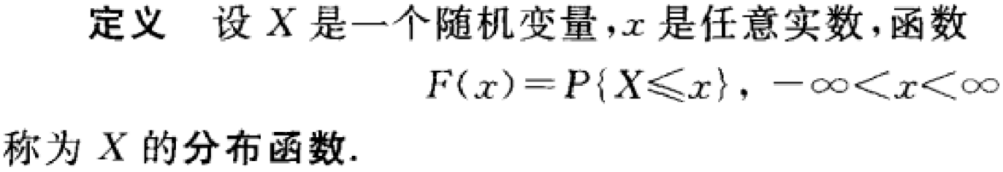 定义 设 X 是一个随机变量,x 是任意实数,函数
F(x)=P{X⩽x}, -∞<x<∞
称为 X 的分布函数.